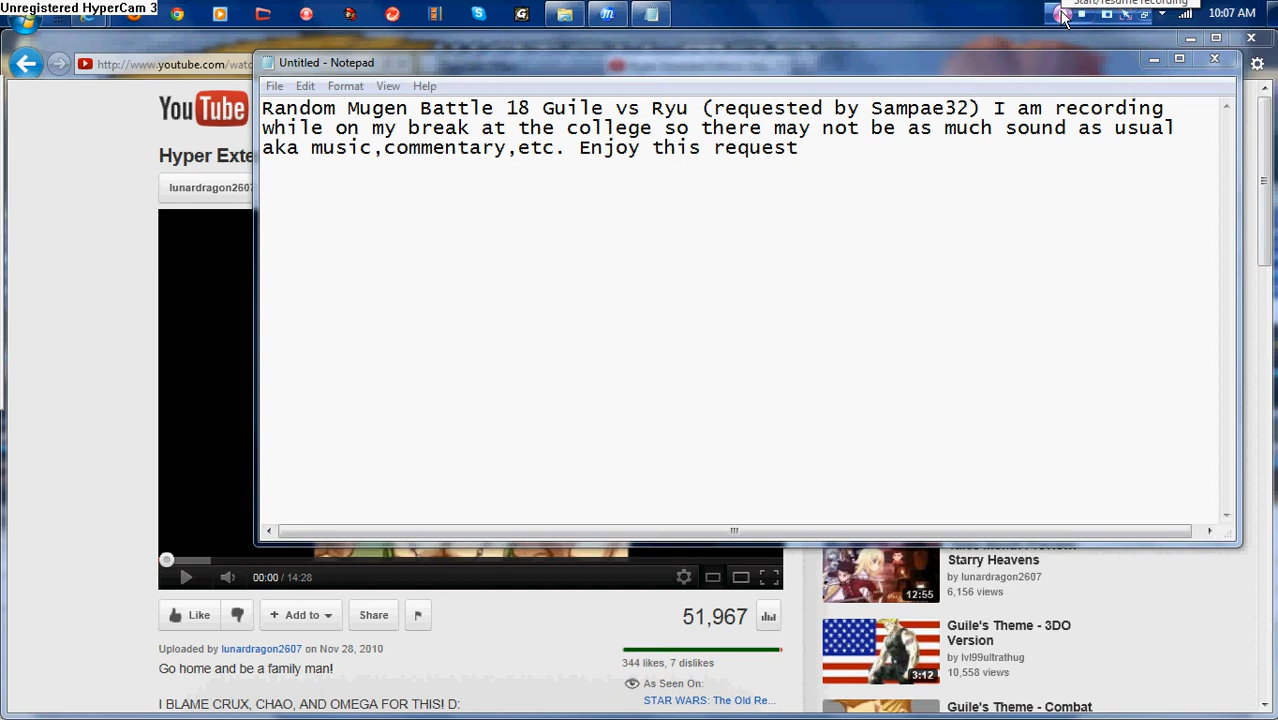 Unregistered HyperCam 3
Start/resume recording
10:07 AM
http://www.youtube.com/watc
Untitled - Notepad
File Edit Format View Help
Random Mugen Battle 18 Guile vs Ryu (requested by Sampae32) I am recording
while on my break at the college so there may not be as much sound as usual
aka music,commentary,etc. Enjoy this request
YouTube
Hyper Exte
lunardragon2607
00:00 / 14:28
Like
Add to
Share
51,967
Uploaded by lunardragon2607 on Nov 28, 2010
Go home and be a family man!
I BLAME CRUX, CHAO, AND OMEGA FOR THIS! D:
344 likes, 7 dislikes
As Seen On:
STAR WARS: The Old Re...
Starry Heavens
by lunardragon2607
6,156 views
12:55
Guile's Theme - 3DO
Version
by lvl99ultrathug
10,558 views
3:12
Guile's Theme - Combat